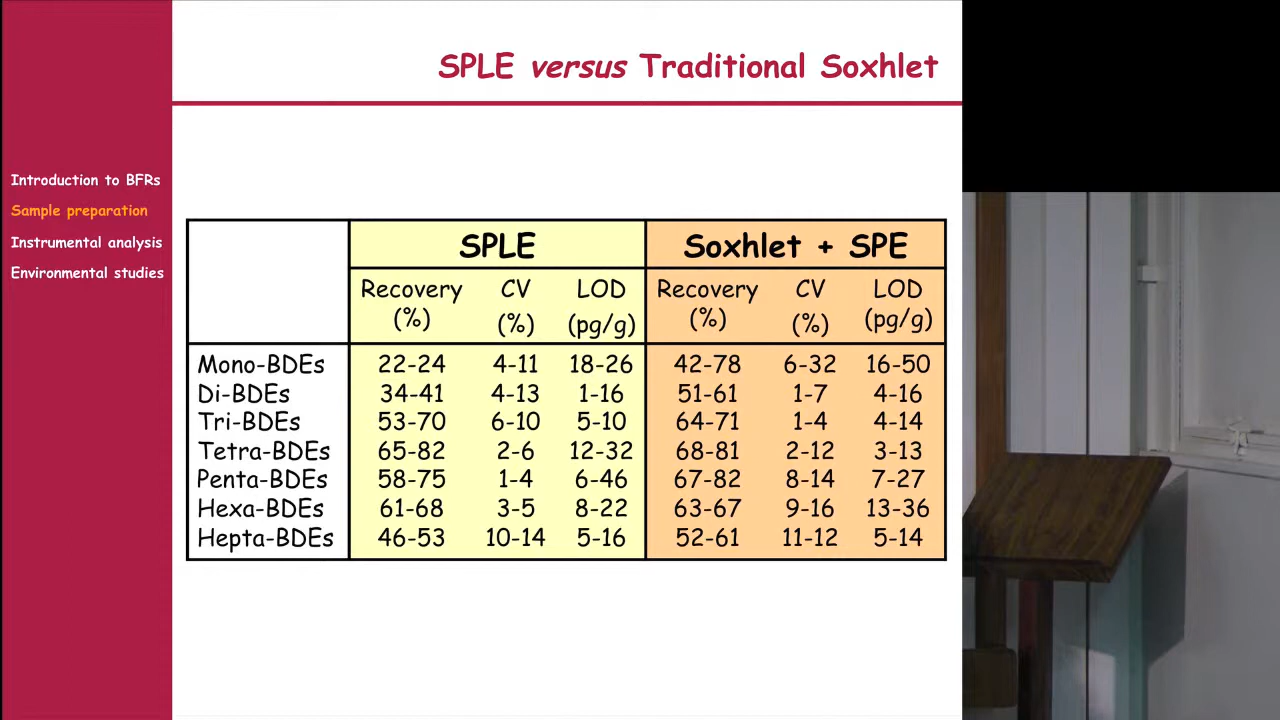 SPLE versus Traditional Soxhlet
Introduction to BFRs
Sample preparation
Instrumental analysis
Environmental studies
SPLE Soxhlet + SPE
Recovery CV LOD Recovery CV LOD
(%) (%) (pg/g) (%) (%) (pg/g)
Mono-BDEs 22-24 4-11 18-26 42-78 6-32 16-50
Di-BDEs 34-41 4-13 1-16 51-61 1-7 4-16
Tri-BDEs 53-70 6-10 5-10 64-71 1-4 4-14
Tetra-BDEs 65-82 2-6 12-32 68-81 2-12 3-13
Penta-BDEs 58-75 1-4 6-46 67-82 8-14 7-27
Hexa-BDEs 61-68 3-5 8-22 63-67 9-16 13-36
Hepta-BDEs 46-53 10-14 5-16 52-61 11-12 5-14